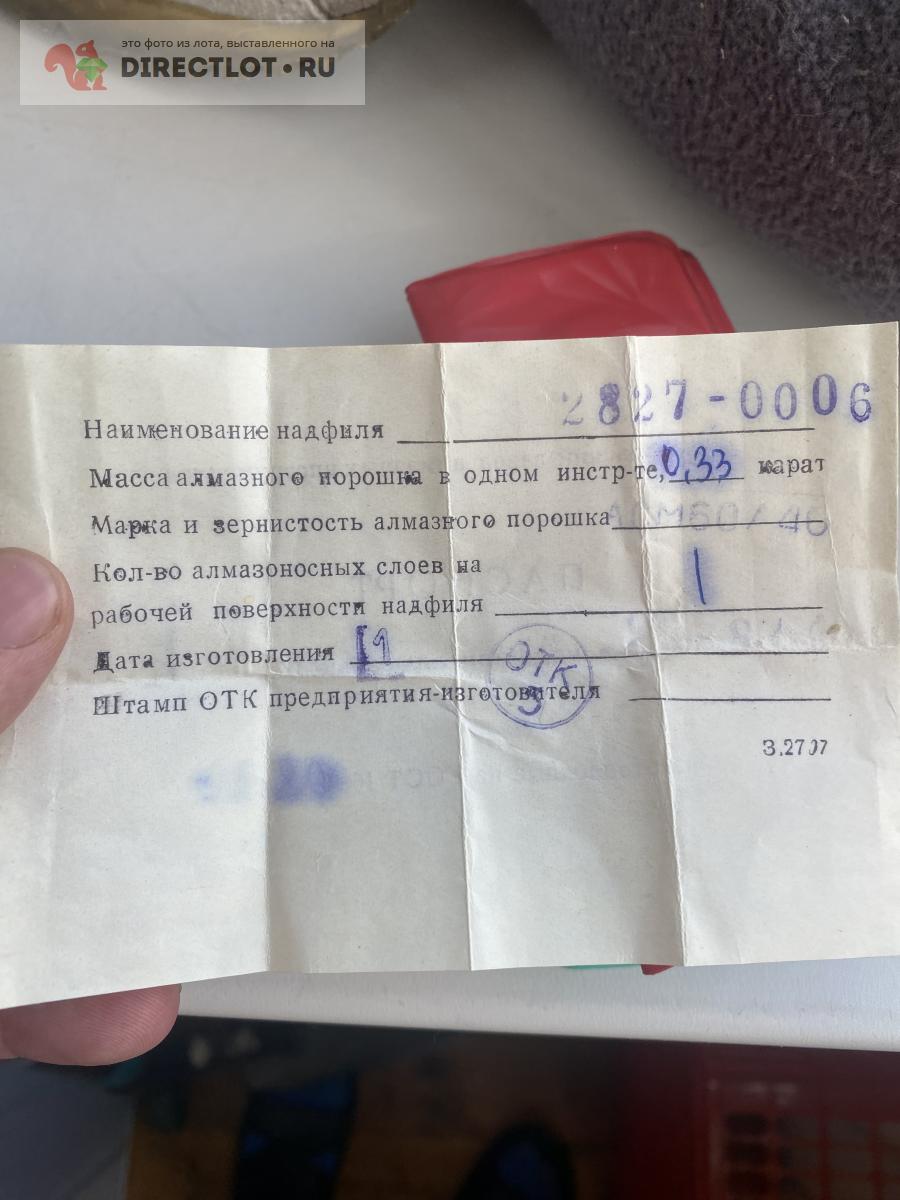 это фото из лота, выставленного на
DIRECTLOT•RU
2827-0006
Наименование надфиля
Масса алмазного порошка в одном инстр-те, 0,33 карат
Марка и зернистость алмазного порошка
Кол-во алмазоносных слоев на
рабочей поверхности надфиля 1
Дата изготовления
Штамп ОТК предприятия-изготовителя
ОТК
3
3.2707